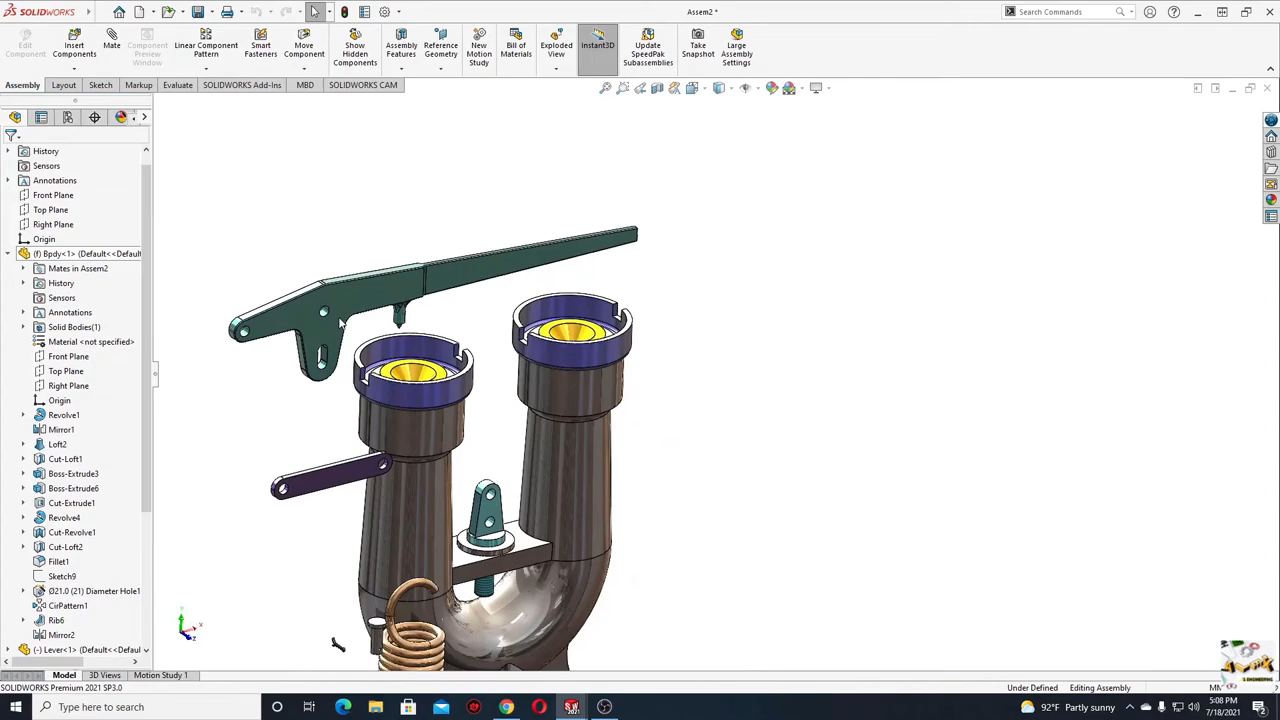 SOLIDWORKS
Assem2 *
Search Commands
Edit Component
Insert Components
Mate
Component Preview Window
Linear Component Pattern
Smart Fasteners
Move Component
Show Hidden Components
Assembly Features
Reference Geometry
New Motion Study
Bill of Materials
Exploded View
Instant3D
Update SpeedPak Subassemblies
Take Snapshot
Large Assembly Settings
Assembly
Layout
Sketch
Markup
Evaluate
SOLIDWORKS Add-Ins
MBD
SOLIDWORKS CAM
History
Sensors
Annotations
Front Plane
Top Plane
Right Plane
Origin
(f) Bpdy<1> (Default<<Default
Mates in Assem2
History
Sensors
Annotations
Solid Bodies(1)
Material <not specified>
Front Plane
Top Plane
Right Plane
Origin
Revolve1
Mirror1
Loft2
Cut-Loft1
Boss-Extrude3
Boss-Extrude6
Cut-Extrude1
Revolve4
Cut-Revolve1
Cut-Loft2
Fillet1
Sketch9
Ø21.0 (21) Diameter Hole1
CirPattern1
Rib6
Mirror2
(-) Lever<1> (Default<<Defaul
Model
3D Views
Motion Study 1
SOLIDWORKS Premium 2021 SP3.0
Under Defined
Editing Assembly
Type here to search
92°F Partly sunny
5:08 PM
7/18/2021